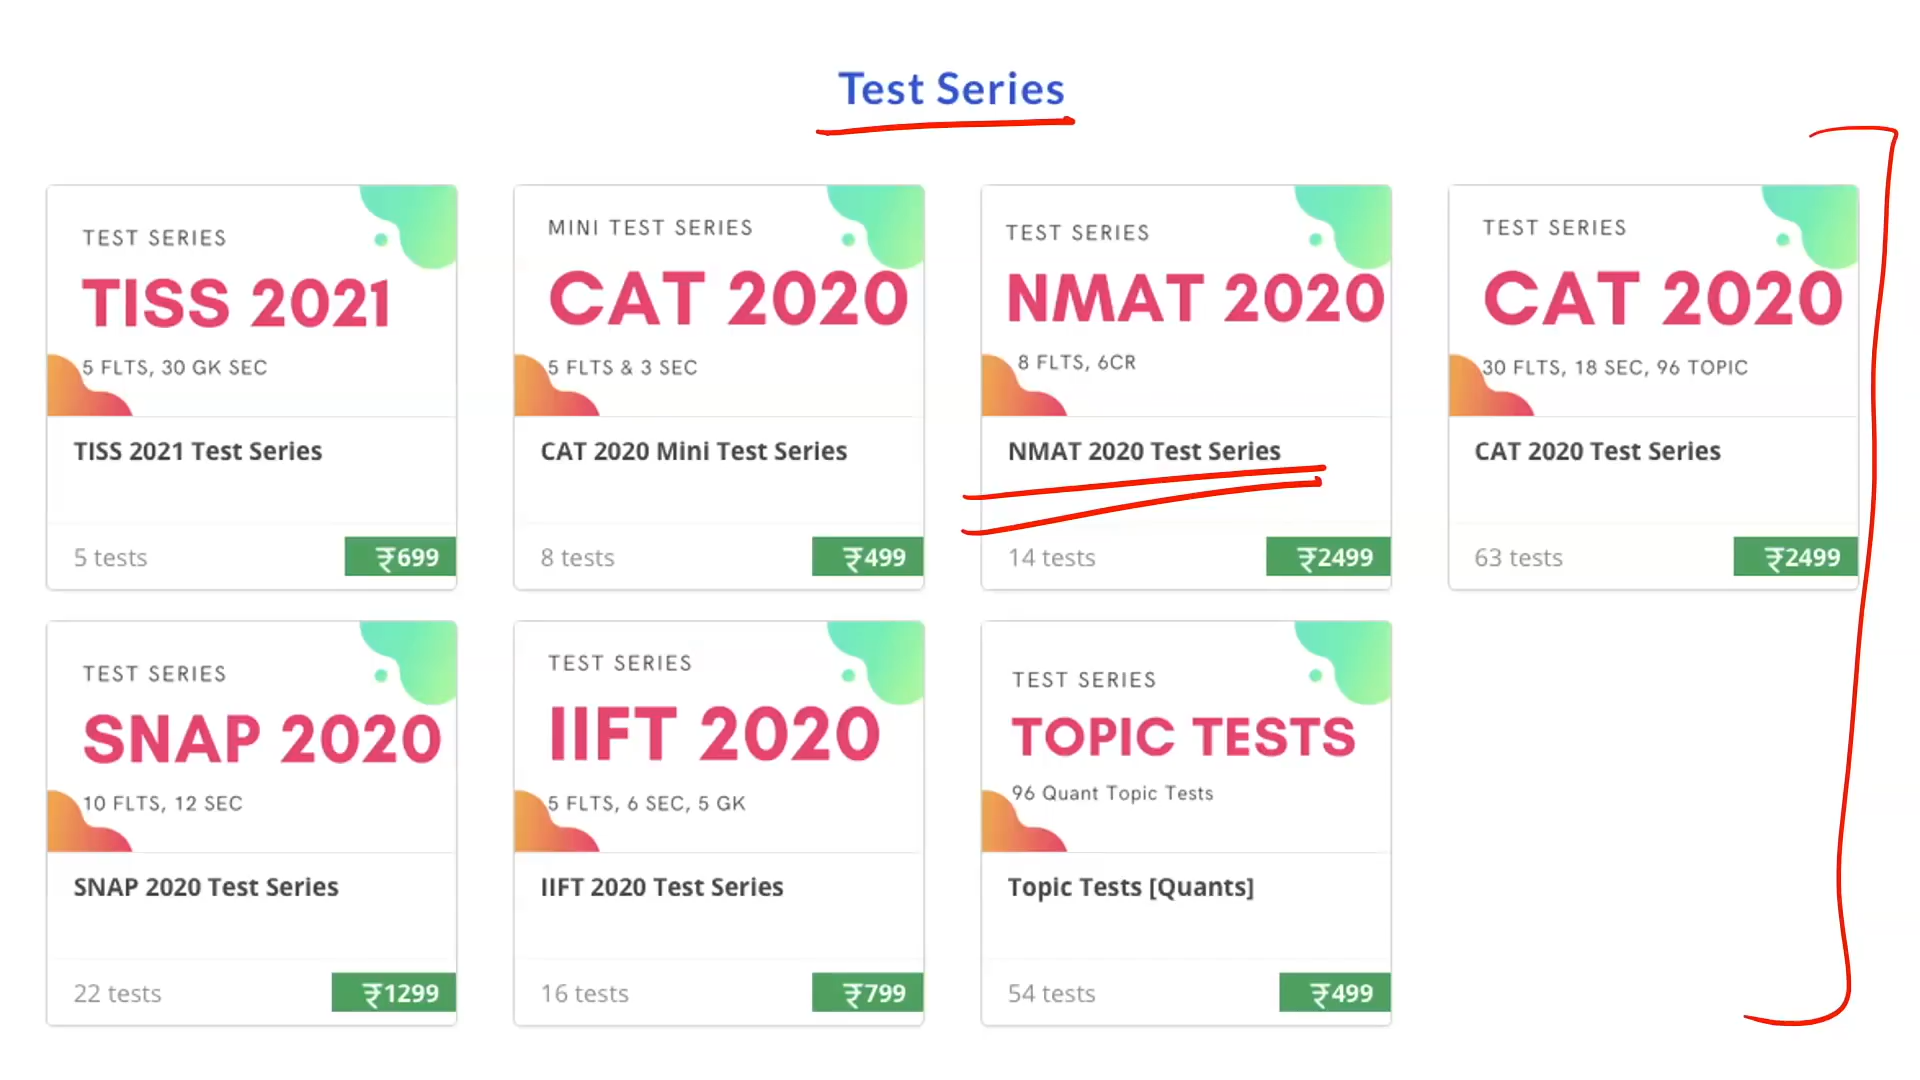 Test Series
TEST SERIES
TISS 2021
5 FLTS, 30 GK SEC
TISS 2021 Test Series
5 tests
₹699
MINI TEST SERIES
CAT 2020
5 FLTS & 3 SEC
CAT 2020 Mini Test Series
8 tests
₹499
TEST SERIES
NMAT 2020
8 FLTS, 6CR
NMAT 2020 Test Series
14 tests
₹2499
TEST SERIES
CAT 2020
30 FLTS, 18 SEC, 96 TOPIC
CAT 2020 Test Series
63 tests
₹2499
TEST SERIES
SNAP 2020
10 FLTS, 12 SEC
SNAP 2020 Test Series
22 tests
₹1299
TEST SERIES
IIFT 2020
5 FLTS, 6 SEC, 5 GK
IIFT 2020 Test Series
16 tests
₹799
TEST SERIES
TOPIC TESTS
96 Quant Topic Tests
Topic Tests [Quants]
54 tests
₹499